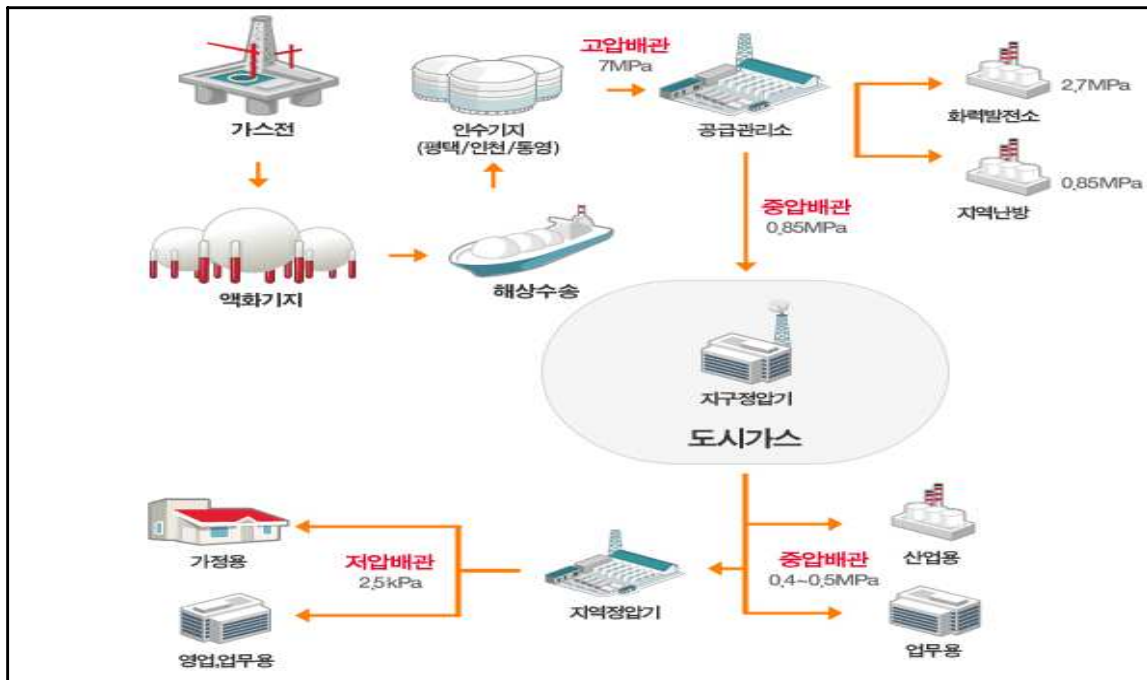 가스전
인수기지
(평택/인천/통영)
고압배관
7MPa
공급관리소
2.7MPa
화력발전소
0.85MPa
지역난방
액화기지
해상수송
중압배관
0.85MPa
지구정압기
도시가스
가정용
저압배관
2.5kPa
영업,업무용
지역정압기
중압배관
0.4~0.5MPa
산업용
업무용